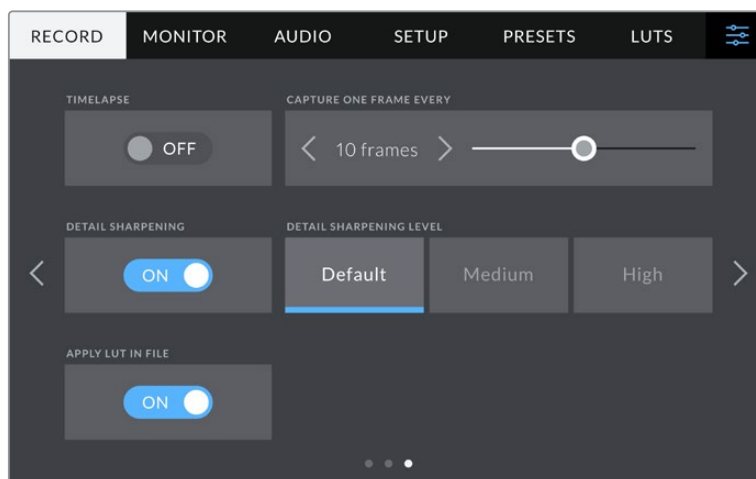 RECORD MONITOR AUDIO SETUP PRESETS LUTS
TIMELAPSE
OFF
CAPTURE ONE FRAME EVERY
10 frames
DETAIL SHARPENING
ON
DETAIL SHARPENING LEVEL
Default Medium High
APPLY LUT IN FILE
ON